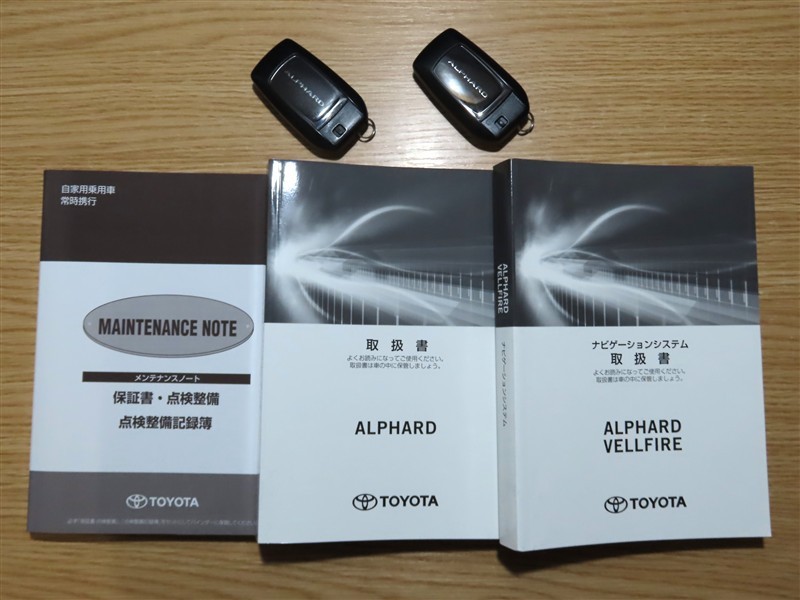 ALPHARD
ALPHARD
自家用乗用車
常時携行
MAINTENANCE NOTE
メンテナンスノート
保証書・点検整備
点検整備記録簿
TOYOTA
取扱書
よくお読みになってご使用ください。
取扱書は車の中に保管しましょう。
ALPHARD
TOYOTA
ALPHARD
VELLFIRE
ナビゲーションシステム
ナビゲーションシステム
取扱書
よくお読みになってご使用ください。
取扱書は車の中に保管しましょう。
ALPHARD
VELLFIRE
TOYOTA